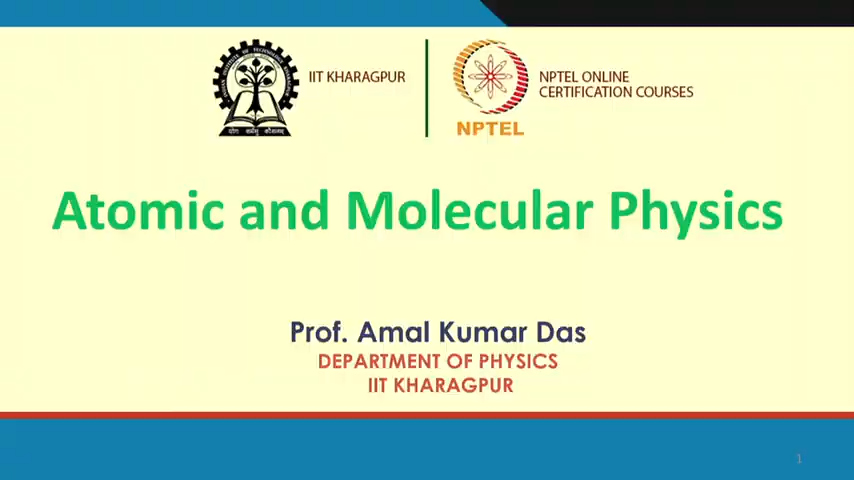 IIT KHARAGPUR
NPTEL ONLINE
CERTIFICATION COURSES
NPTEL
Atomic and Molecular Physics
Prof. Amal Kumar Das
DEPARTMENT OF PHYSICS
IIT KHARAGPUR
1